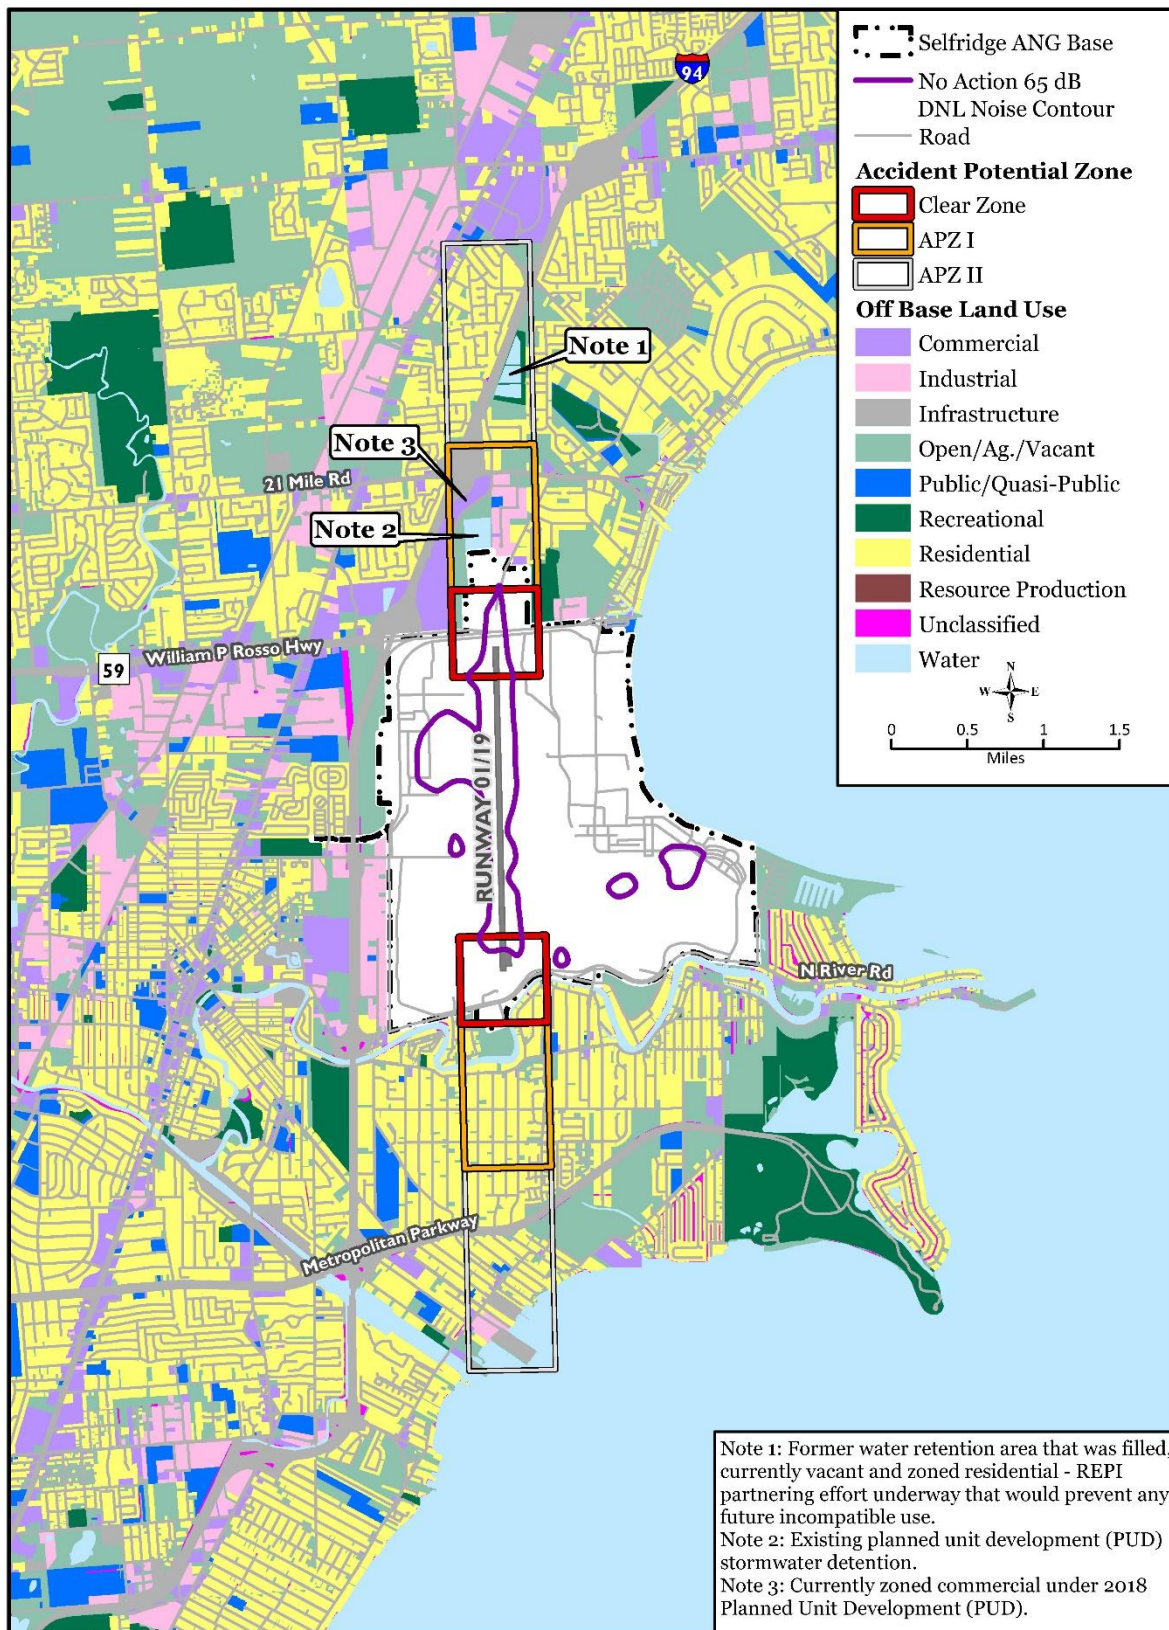 94
Selfridge ANG Base
No Action 65 dB
DNL Noise Contour
Road
Accident Potential Zone
Clear Zone
APZ I
APZ II
Off Base Land Use
Commercial
Industrial
Infrastructure
Open/Ag./Vacant
Public/Quasi-Public
Recreational
Residential
Resource Production
Unclassified
Water
N
W E
S
0 0.5 1 1.5
Miles
Note 1
Note 3
21 Mile Rd
Note 2
William P Rosso Hwy
59
RUNWAY 01/19
N River Rd
Metropolitan Parkway
Note 1: Former water retention area that was filled,
currently vacant and zoned residential - REPI
partnering effort underway that would prevent any
future incompatible use.
Note 2: Existing planned unit development (PUD)
stormwater detention.
Note 3: Currently zoned commercial under 2018
Planned Unit Development (PUD).